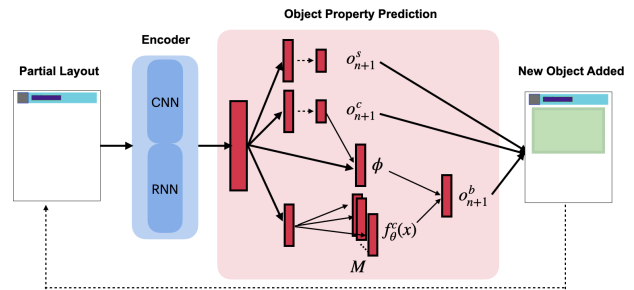 Object Property Prediction
Encoder
Partial Layout
New Object Added
CNN
RNN
o^s_{n+1}
o^c_{n+1}
ϕ
o^b_{n+1}
f^c_θ(x)
M